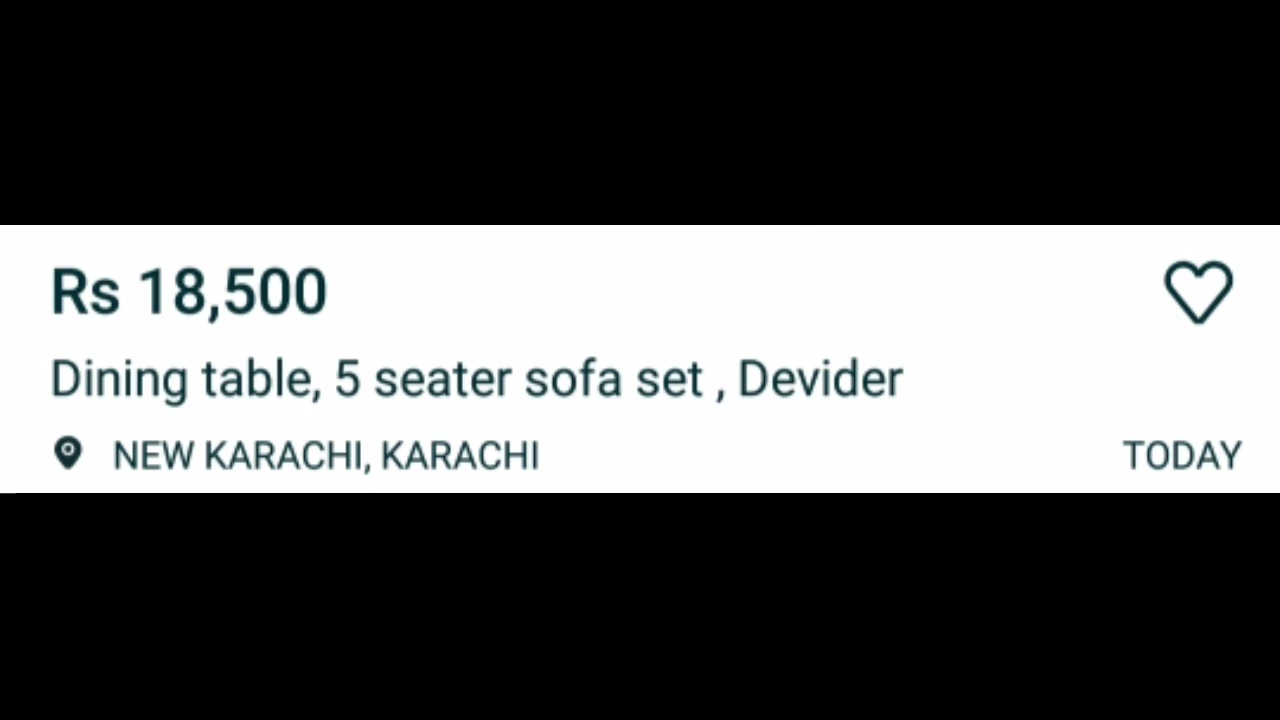 Rs 18,500
Dining table, 5 seater sofa set , Devider
NEW KARACHI, KARACHI
TODAY